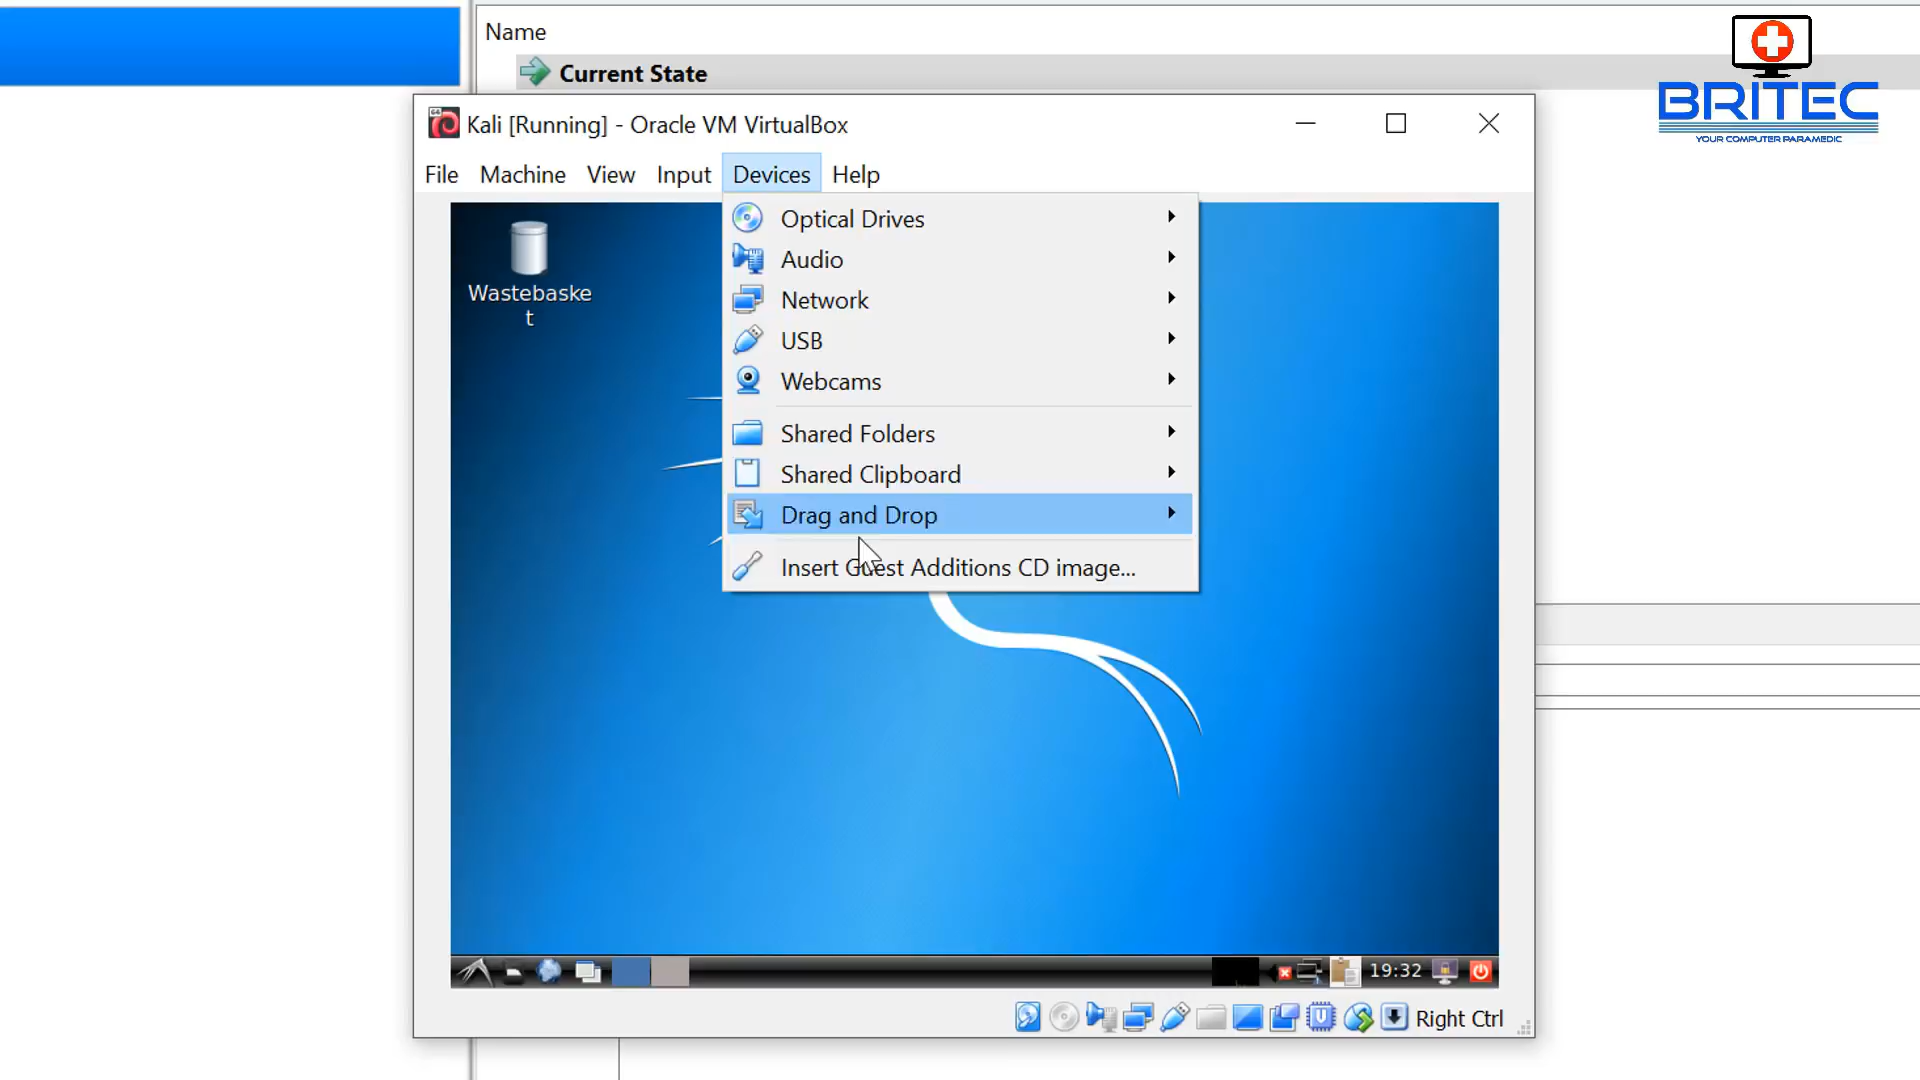 Name
Current State
BRITEC
YOUR COMPUTER PARAMEDIC
Kali [Running] - Oracle VM VirtualBox
File Machine View Input Devices Help
Optical Drives
Audio
Network
USB
Webcams
Shared Folders
Shared Clipboard
Drag and Drop
Insert Guest Additions CD image...
Wastebaske
t
19:32
Right Ctrl